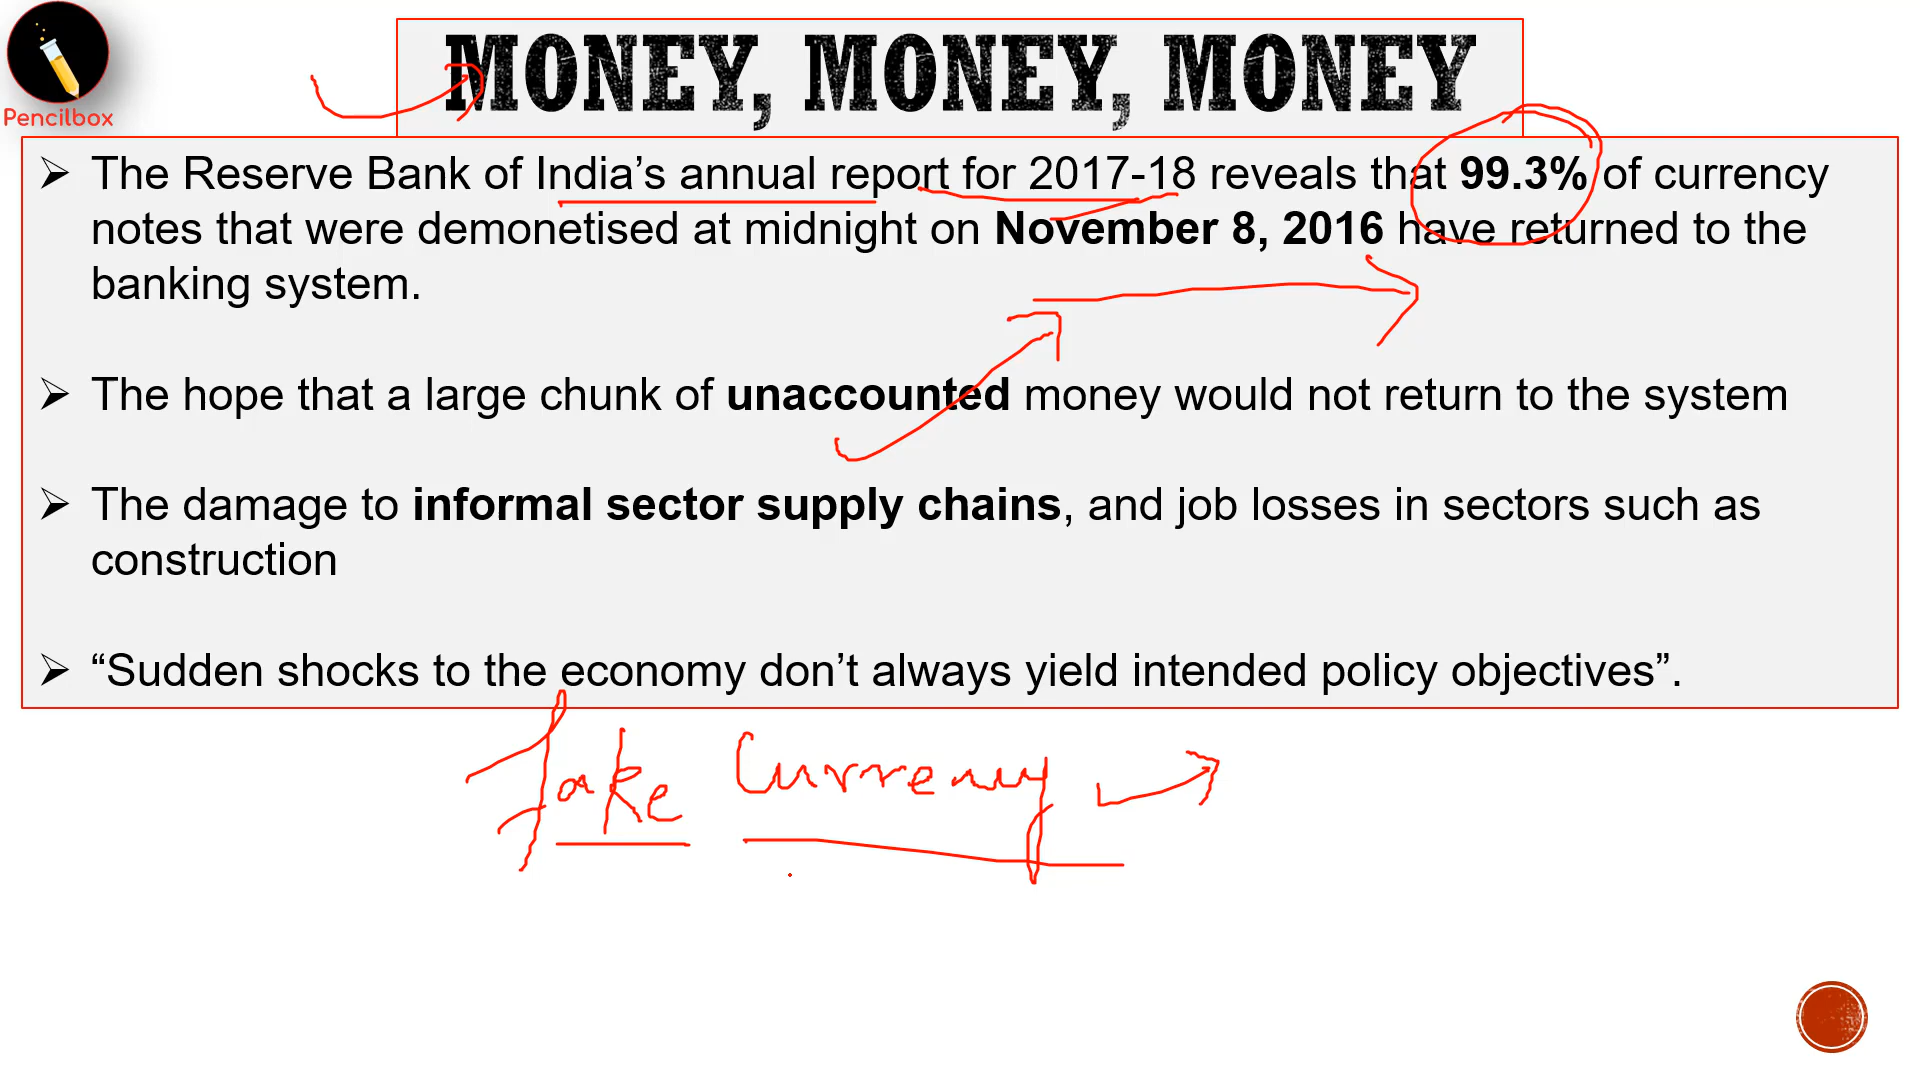 Pencilbox
MONEY, MONEY, MONEY
➢ The Reserve Bank of India’s annual report for 2017-18 reveals that 99.3% of currency
notes that were demonetised at midnight on November 8, 2016 have returned to the
banking system.
➢ The hope that a large chunk of unaccounted money would not return to the system
➢ The damage to informal sector supply chains, and job losses in sectors such as
construction
➢ “Sudden shocks to the economy don’t always yield intended policy objectives”.
Fake Currency